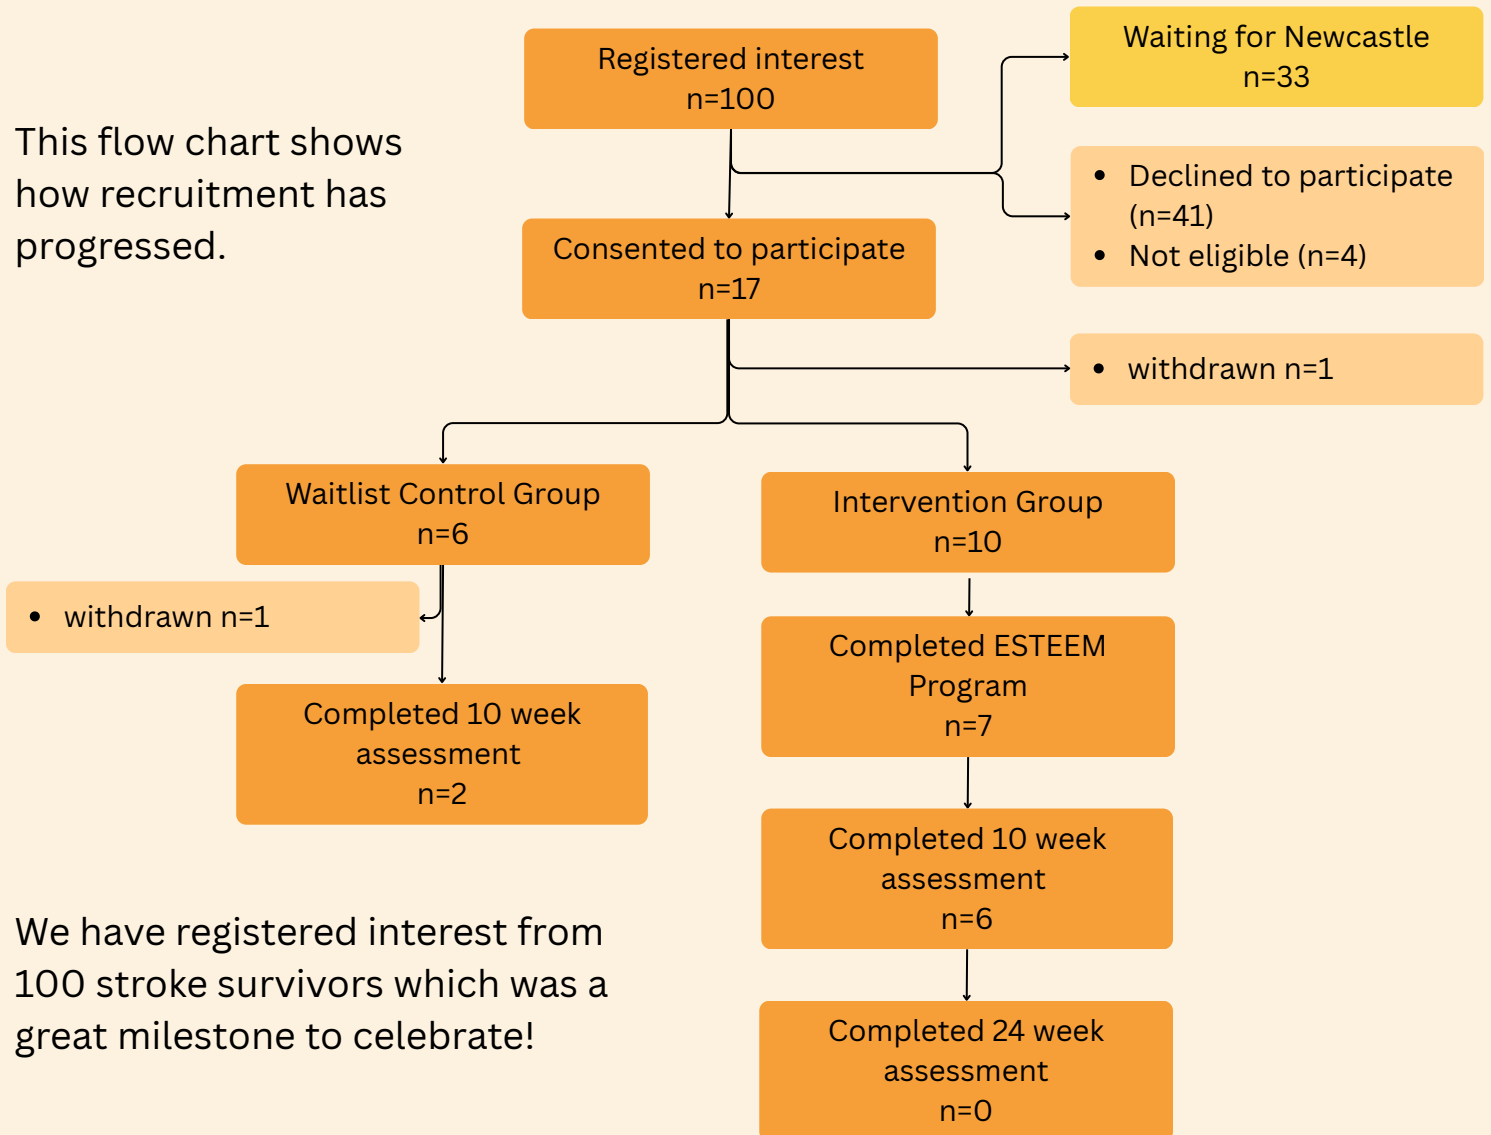 Registered interest
n=100
Waiting for Newcastle
n=33
This flow chart shows
how recruitment has
progressed.
• Declined to participate
(n=41)
• Not eligible (n=4)
Consented to participate
n=17
• withdrawn n=1
Waitlist Control Group
n=6
Intervention Group
n=10
• withdrawn n=1
Completed ESTEEM
Program
n=7
Completed 10 week
assessment
n=2
Completed 10 week
assessment
n=6
We have registered interest from
100 stroke survivors which was a
great milestone to celebrate!
Completed 24 week
assessment
n=0